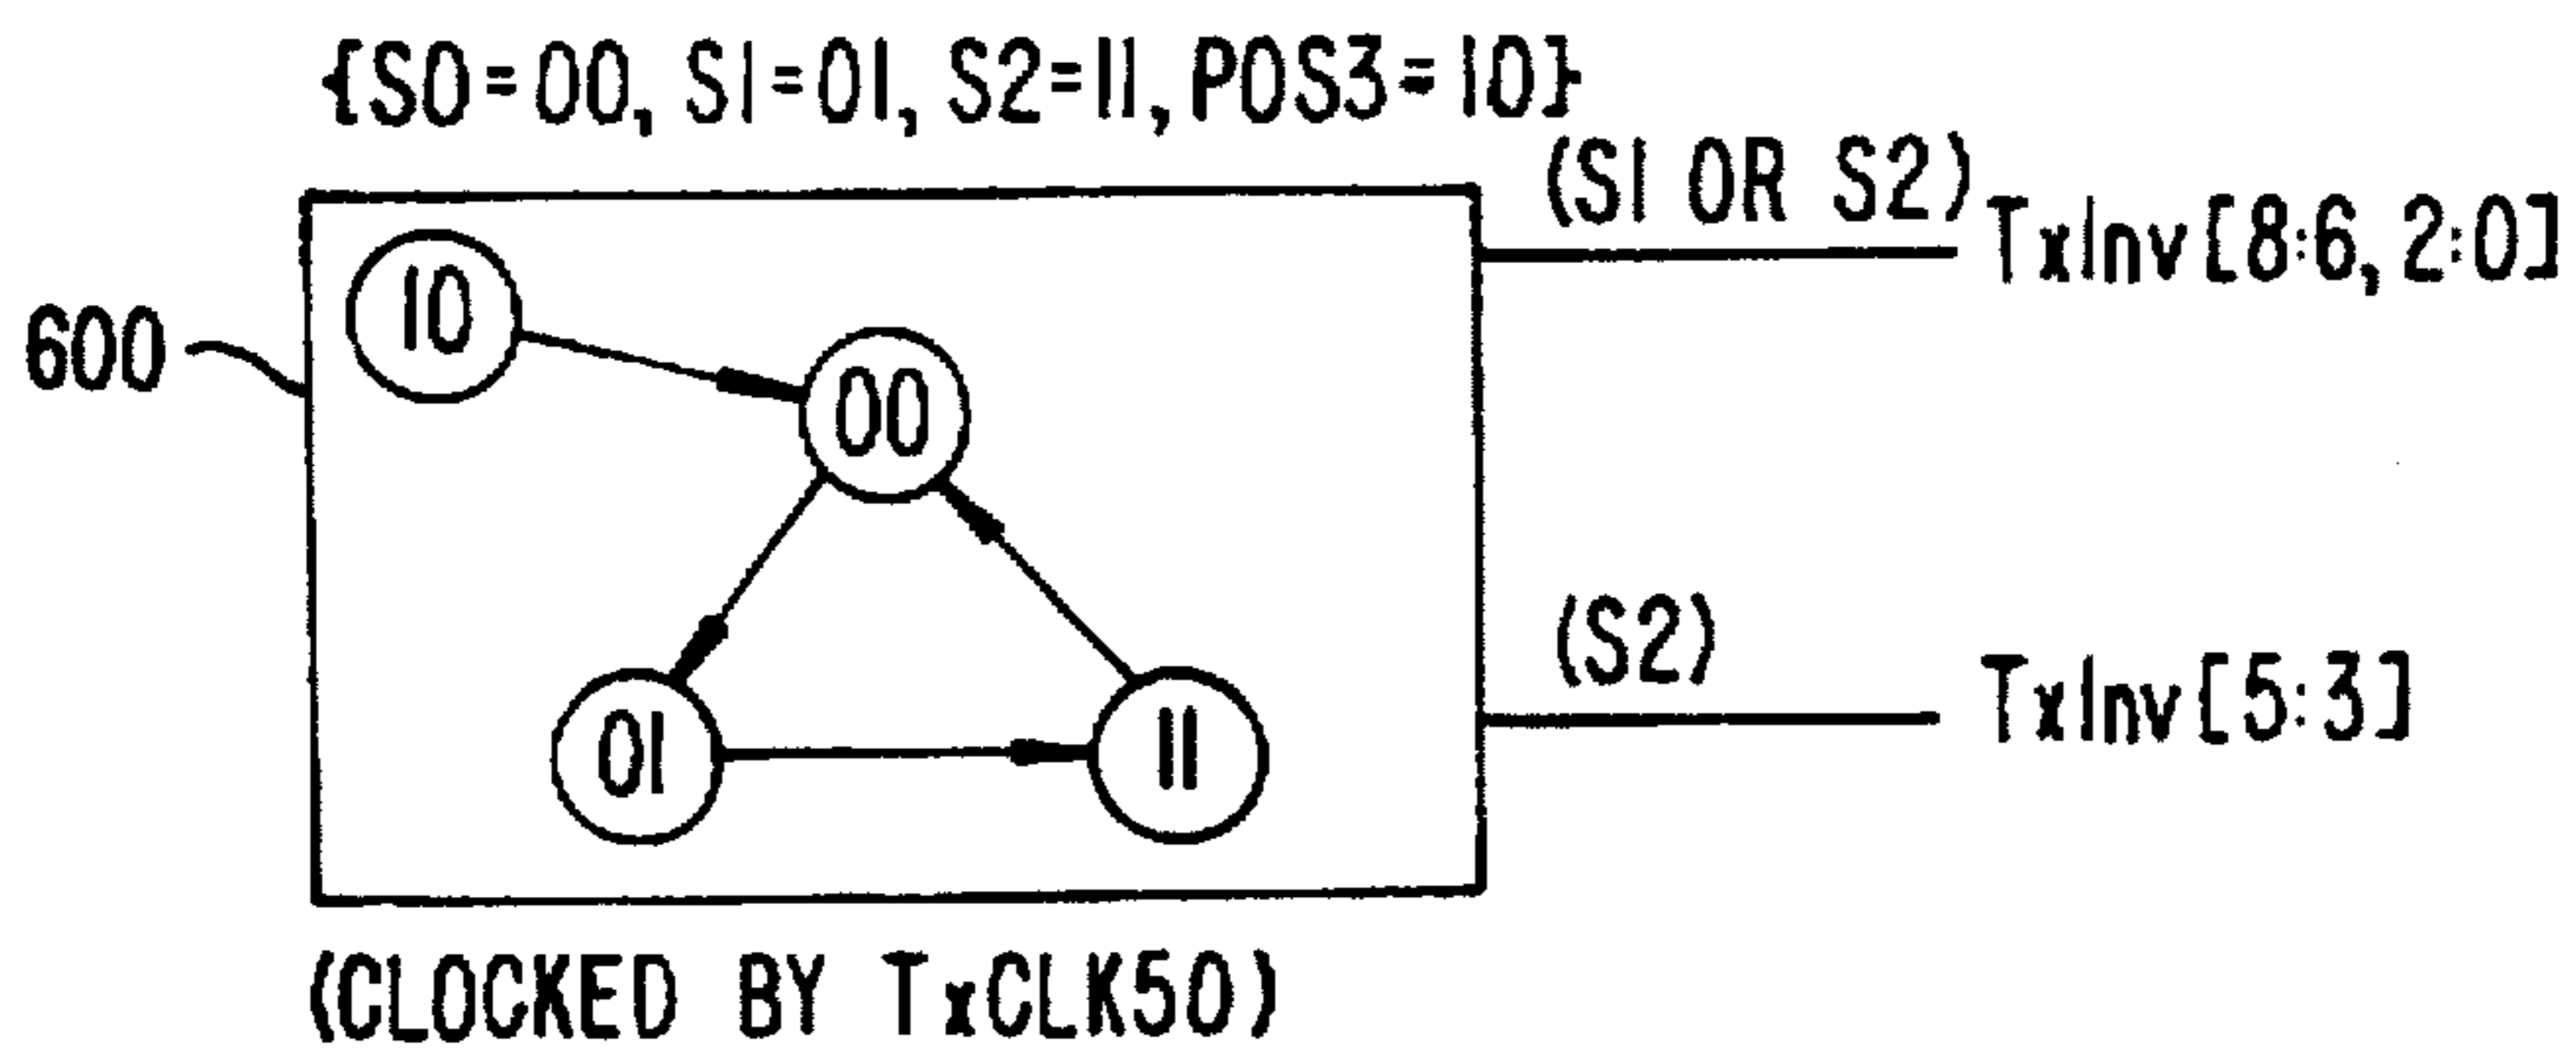 {S0=00, S1=01, S2=11, POS3=10}
(S1 OR S2)
TxInv[8:6, 2:0]
10
600
00
(S2)
TxInv[5:3]
01
11
(CLOCKED BY TxCLK50)